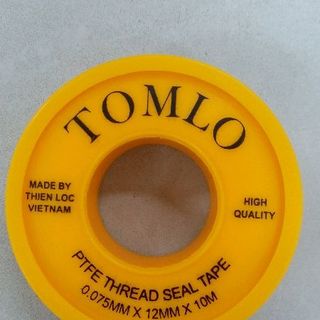 TOMLO
MADE BY
THIEN LOC
VIETNAM
HIGH
QUALITY
PTFE THREAD SEAL TAPE
0.075MM X 12MM X 10M